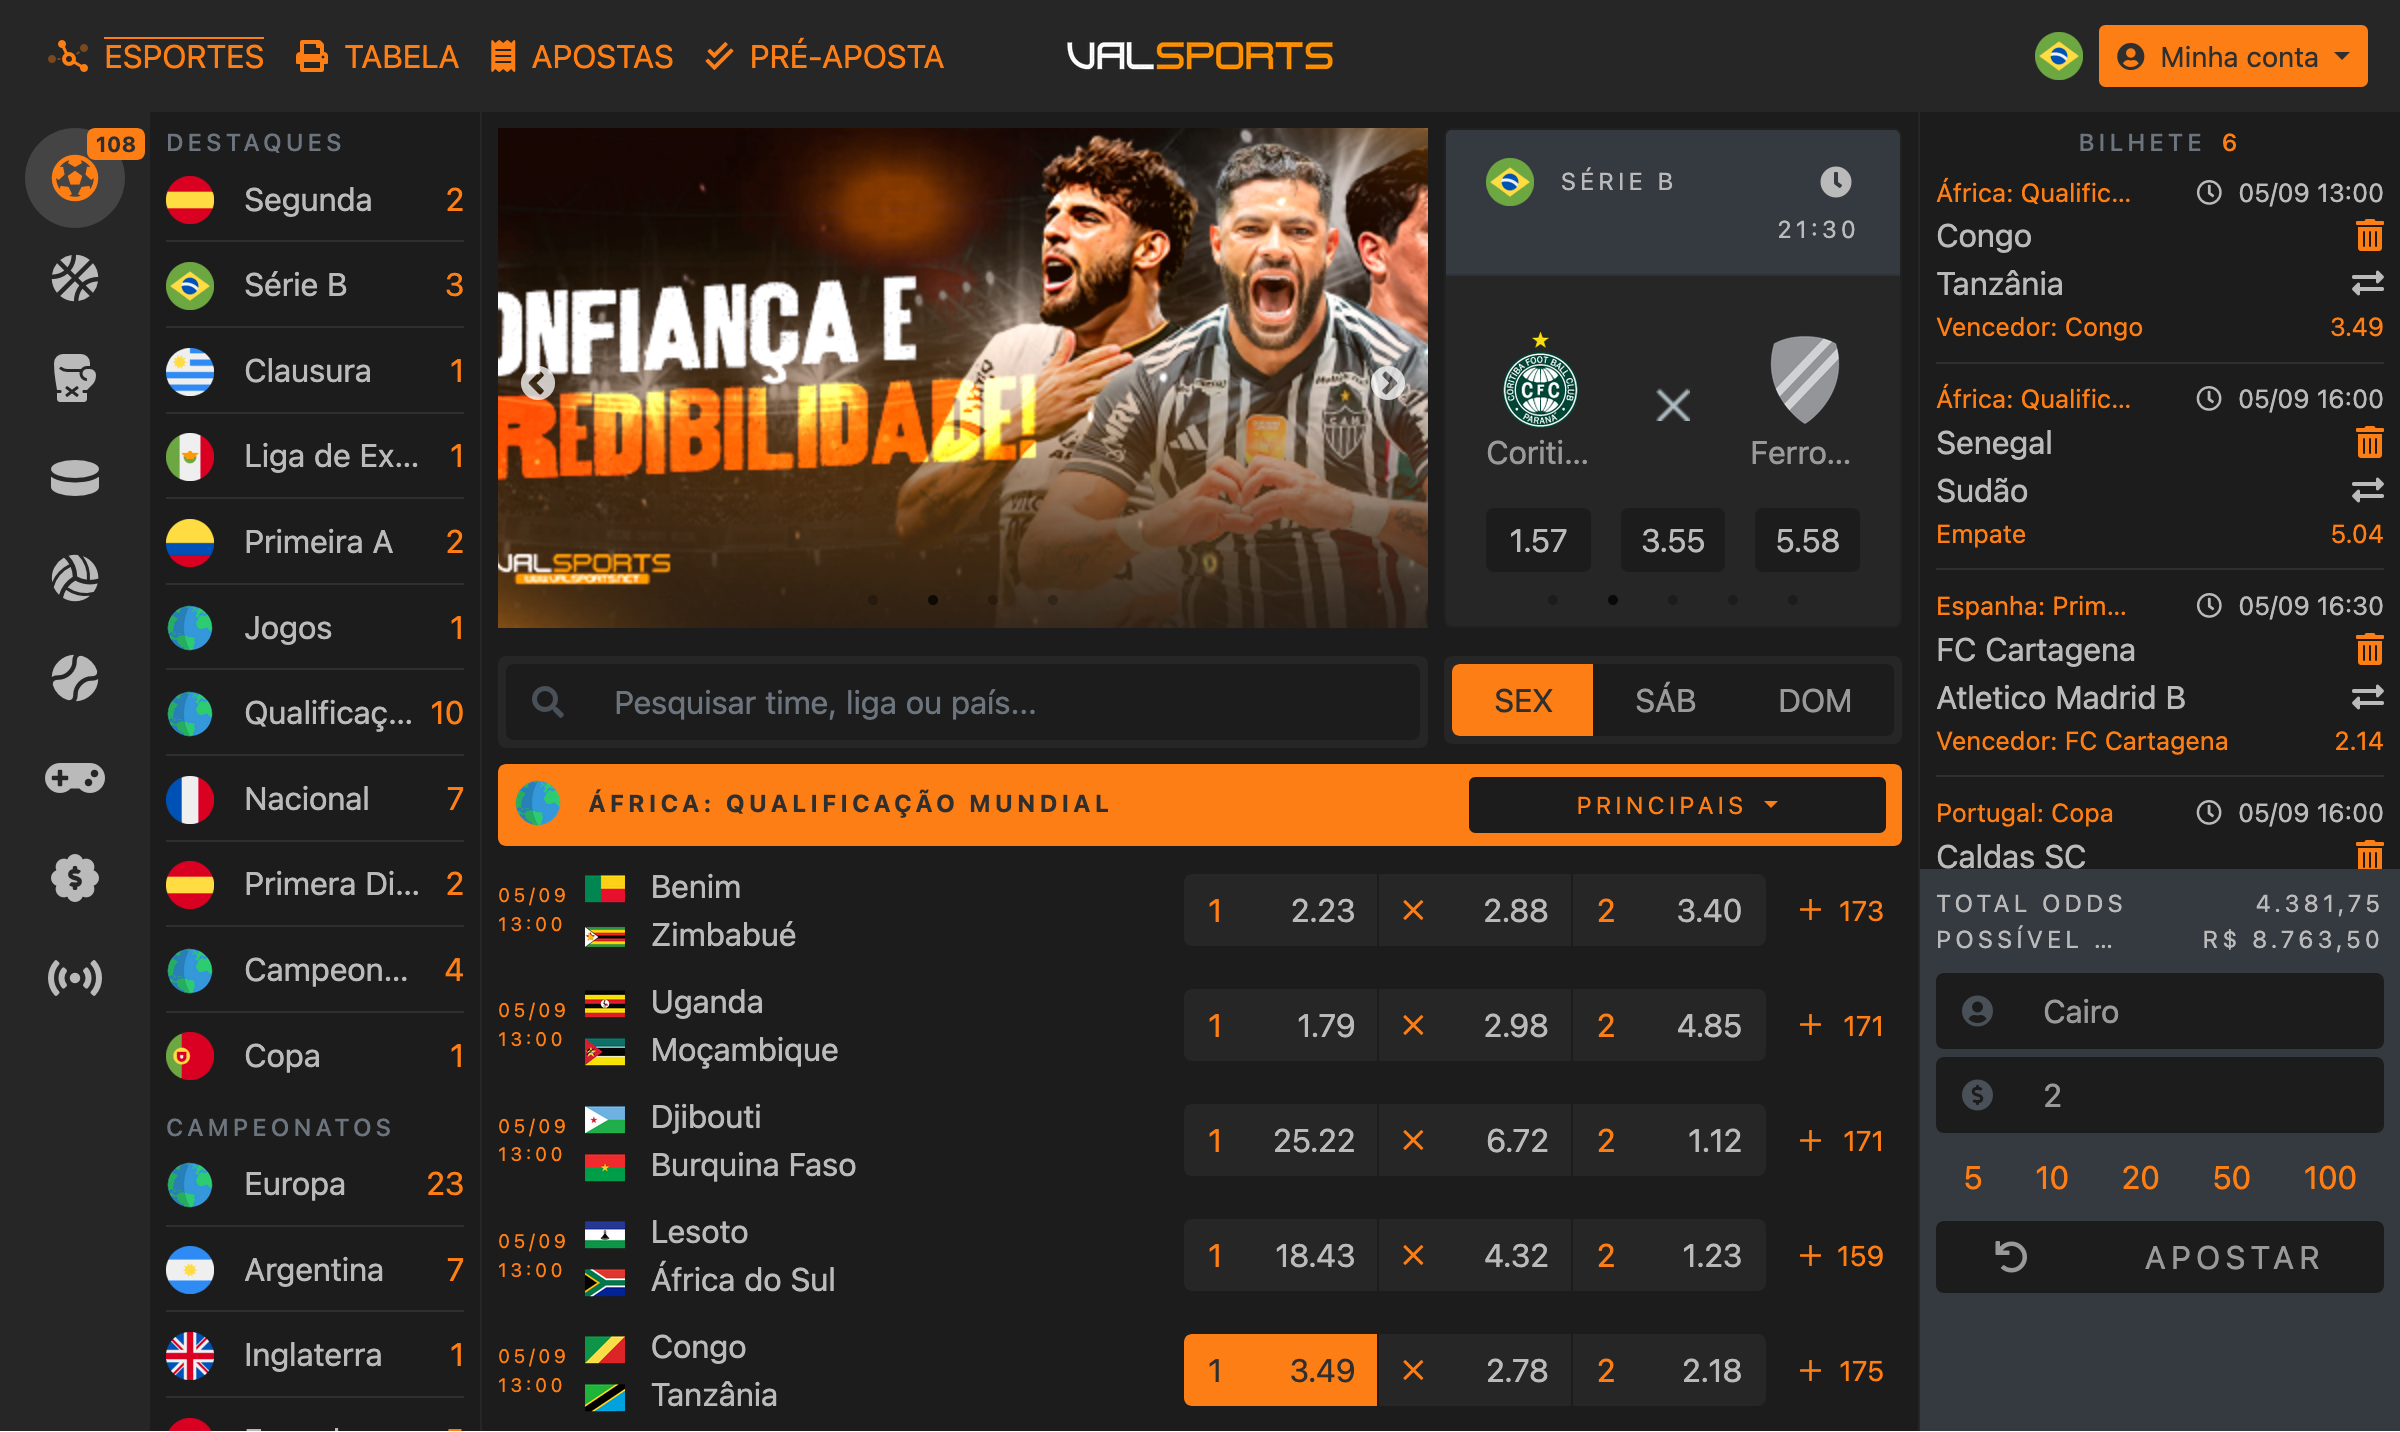 ESPORTES TABELA APOSTAS PRÉ-APOSTA
VALSPORTS
Minha conta
108
DESTAQUES
Segunda 2
Série B 3
Clausura 1
Liga de Ex... 1
Primeira A 2
Jogos 1
Qualificaç... 10
Nacional 7
Primera Di... 2
Campeon... 4
Copa 1
CAMPEONATOS
Europa 23
Argentina 7
Inglaterra 1
ONFIANÇA E
REDIBILIDADE!
VALSPORTS
WWW.VALSPORTS.NET
SÉRIE B
21:30
CORITIBA FOOT BALL CLUB
CFC
PARANÁ
Coriti...
Ferro...
1.57 3.55 5.58
Pesquisar time, liga ou país...
SEX SÁB DOM
ÁFRICA: QUALIFICAÇÃO MUNDIAL
PRINCIPAIS
05/09 13:00
Benim
Zimbabué
1 2.23 × 2.88 2 3.40 + 173
05/09 13:00
Uganda
Moçambique
1 1.79 × 2.98 2 4.85 + 171
05/09 13:00
Djibouti
Burquina Faso
1 25.22 × 6.72 2 1.12 + 171
05/09 13:00
Lesoto
África do Sul
1 18.43 × 4.32 2 1.23 + 159
05/09 13:00
Congo
Tanzânia
1 3.49 × 2.78 2 2.18 + 175
BILHETE 6
África: Qualific... 05/09 13:00
Congo
Tanzânia
Vencedor: Congo 3.49
África: Qualific... 05/09 16:00
Senegal
Sudão
Empate 5.04
Espanha: Prim... 05/09 16:30
FC Cartagena
Atletico Madrid B
Vencedor: FC Cartagena 2.14
Portugal: Copa 05/09 16:00
Caldas SC
TOTAL ODDS 4.381,75
POSSÍVEL ... R$ 8.763,50
Cairo
2
5 10 20 50 100
APOSTAR